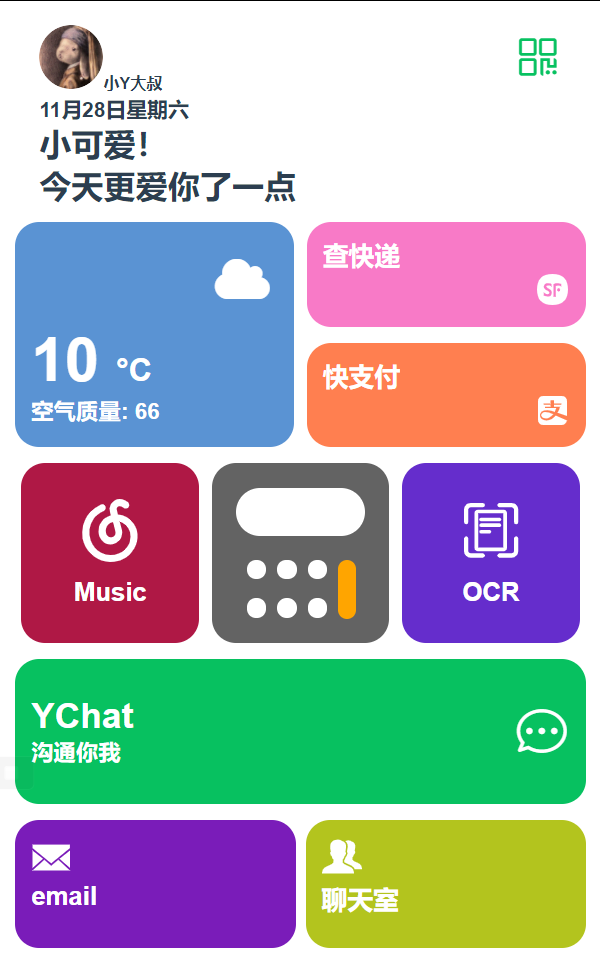 小Y大叔
11月28日星期六
小可爱!
今天更爱你了一点
10 °C
空气质量: 66
查快递
SF
快支付
支
Music
OCR
YChat
沟通你我
email
聊天室